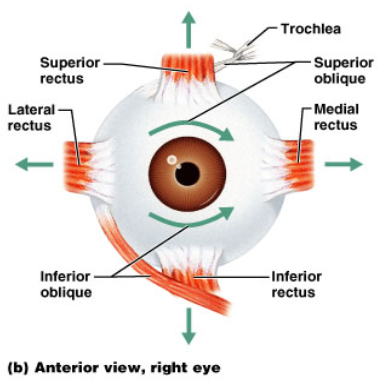 Trochlea
Superior
rectus
Superior
oblique
Lateral
rectus
Medial
rectus
Inferior
oblique
Inferior
rectus
(b) Anterior view, right eye